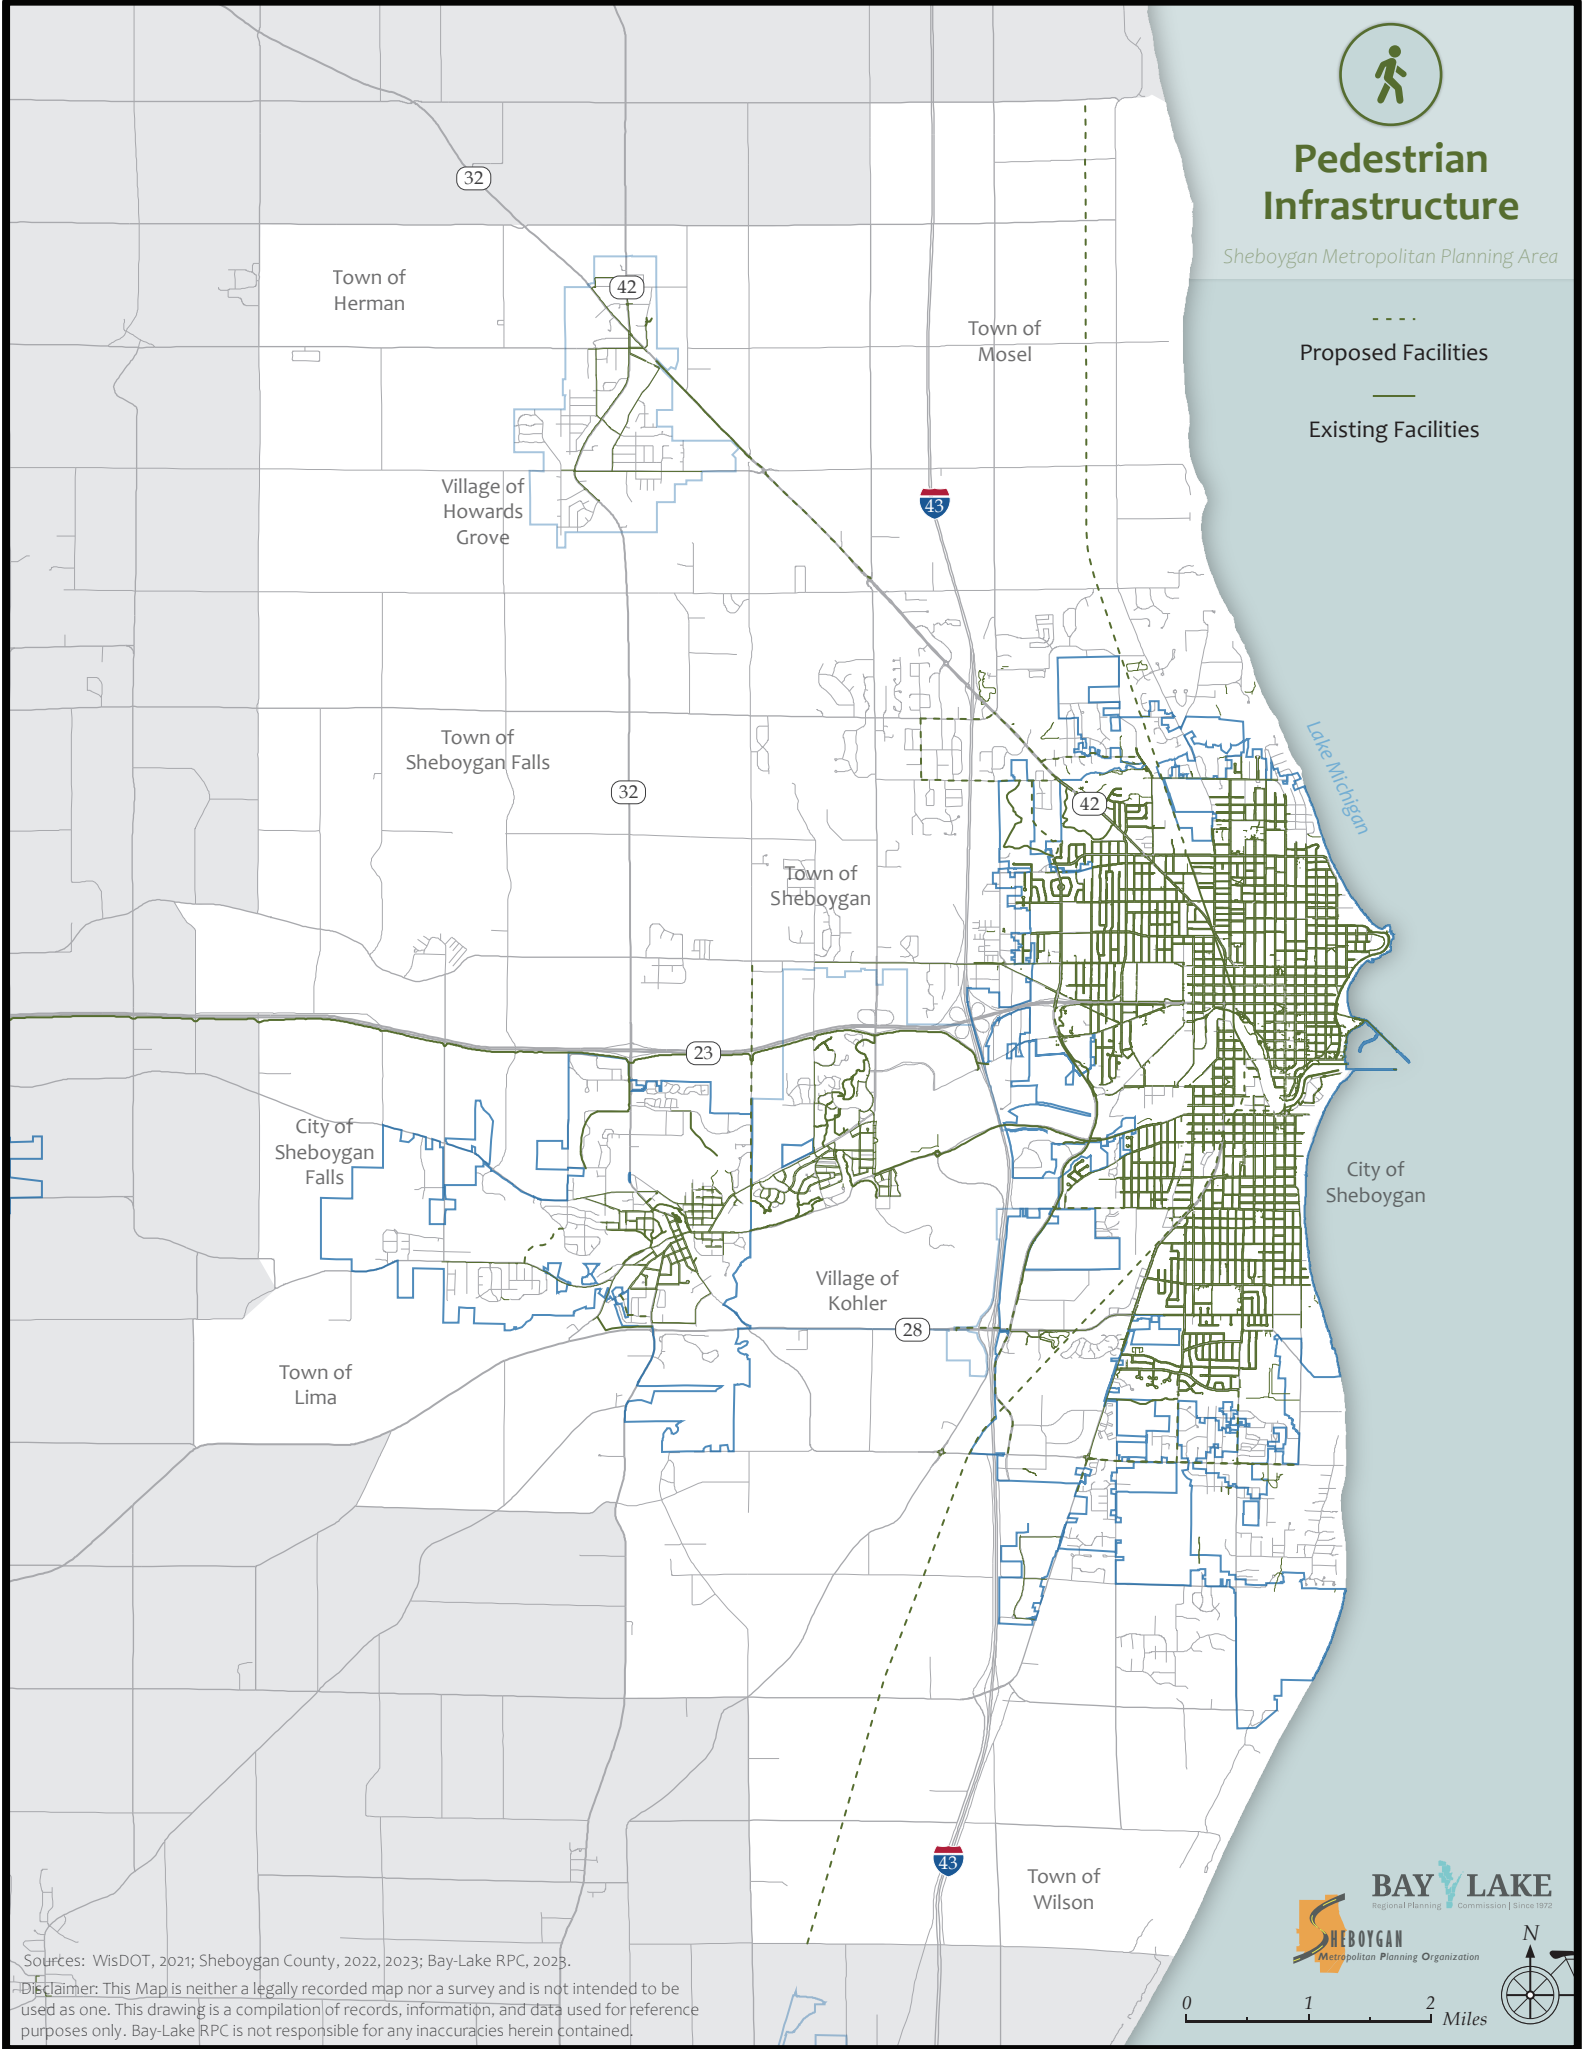 Pedestrian
Infrastructure
Sheboygan Metropolitan Planning Area
Proposed Facilities
Existing Facilities
32
42
Town of
Herman
Town of
Mosel
Village of
Howards
Grove
43
Town of
Sheboygan Falls
32
Lake Michigan
42
Town of
Sheboygan
23
City of
Sheboygan
Falls
City of
Sheboygan
Village of
Kohler
28
Town of
Lima
43
Town of
Wilson
BAY LAKE
Regional Planning Commission | Since 1972
SHEBOYGAN
Metropolitan Planning Organization
N
0 1 2
Miles
Sources: WisDOT, 2021; Sheboygan County, 2022, 2023; Bay-Lake RPC, 2023.
Disclaimer: This Map is neither a legally recorded map nor a survey and is not intended to be
used as one. This drawing is a compilation of records, information, and data used for reference
purposes only. Bay-Lake RPC is not responsible for any inaccuracies herein contained.